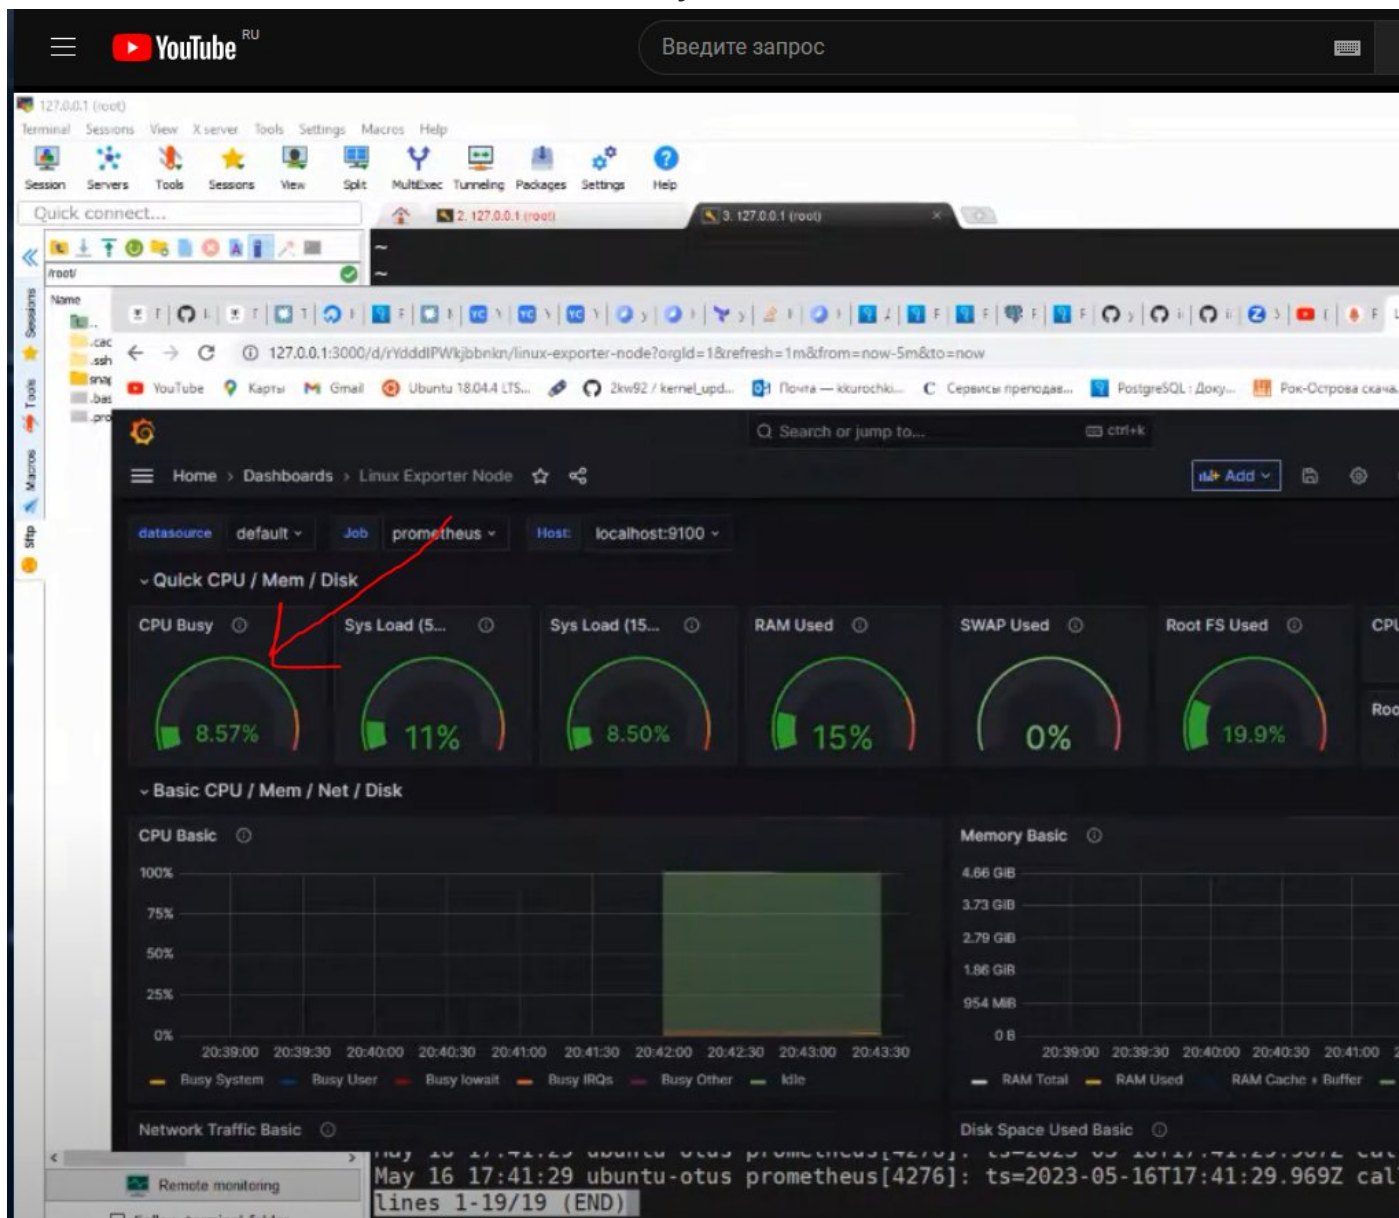 YouTube RU
Введите запрос
127.0.0.1 (root)
Terminal Sessions View X server Tools Settings Macros Help
Session Servers Tools Sessions View Split MultiExec Tunneling Packages Settings Help
Quick connect...
2. 127.0.0.1 (root)
3. 127.0.0.1 (root)
/root/
~
~
Name
..
.ssh
Sessions
Tools
Macros
Sftp
127.0.0.1:3000/d/rYdddlPWkjbbnkn/linux-exporter-node?orgId=1&refresh=1m&from=now-5m&to=now
YouTube Карты Gmail Ubuntu 18.04.4 LTS... 2kw92 / kernel_upd... Почта — kkurochki... Сервисы преподав... PostgreSQL : Доку... Рок-Острова скача
Search or jump to... ctrl+k
Home > Dashboards > Linux Exporter Node
Add
datasource default Job prometheus Host: localhost:9100
Quick CPU / Mem / Disk
CPU Busy Sys Load (5... Sys Load (15... RAM Used SWAP Used Root FS Used
8.57% 11% 8.50% 15% 0% 19.9%
Basic CPU / Mem / Net / Disk
CPU Basic
100%
75%
50%
25%
0%
20:39:00 20:39:30 20:40:00 20:40:30 20:41:00 20:41:30 20:42:00 20:42:30 20:43:00 20:43:30
Busy System Busy User Busy Iowait Busy IRQs Busy Other Idle
Memory Basic
4.66 GiB
3.73 GiB
2.79 GiB
1.86 GiB
954 MiB
0 B
20:39:00 20:39:30 20:40:00 20:40:30 20:41:00
RAM Total RAM Used RAM Cache + Buffer
Network Traffic Basic
Disk Space Used Basic
Remote monitoring
May 16 17:41:29 ubuntu-otus prometheus[4276]: ts=2023-05-16T17:41:29.969Z cal
lines 1-19/19 (END)